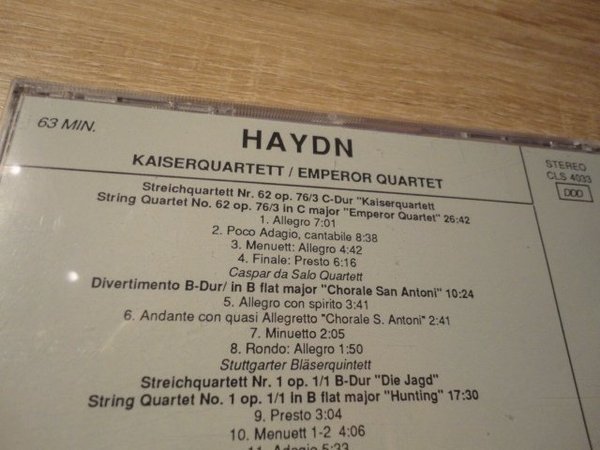 63 MIN.
HAYDN
KAISERQUARTETT / EMPEROR QUARTET
STEREO
CLS 4033
DDD
Streichquartett Nr. 62 op. 76/3 C-Dur "Kaiserquartett
String Quartet No. 62 op. 76/3 in C major "Emperor Quartet" 26:42
1. Allegro 7:01
2. Poco Adagio, cantabile 8:38
3. Menuett: Allegro 4:42
4. Finale: Presto 6:16
Caspar da Salo Quartett
Divertimento B-Dur/ in B flat major "Chorale San Antoni" 10:24
5. Allegro con spirito 3:41
6. Andante con quasi Allegretto "Chorale S. Antoni" 2:41
7. Minuetto 2:05
8. Rondo: Allegro 1:50
Stuttgarter Bläserquintett
Streichquartett Nr. 1 op. 1/1 B-Dur "Die Jagd"
String Quartet No. 1 op. 1/1 in B flat major "Hunting" 17:30
9. Presto 3:04
10. Menuett 1-2 4:06
11. Adagio 5:33